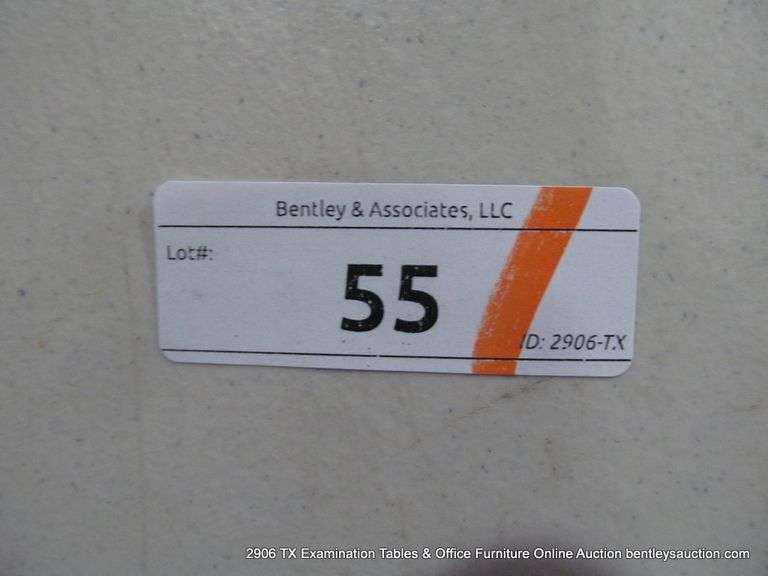 Bentley & Associates, LLC
Lot#:
55
ID: 2906-TX
2906 TX Examination Tables & Office Furniture Online Auction bentleysauction.com